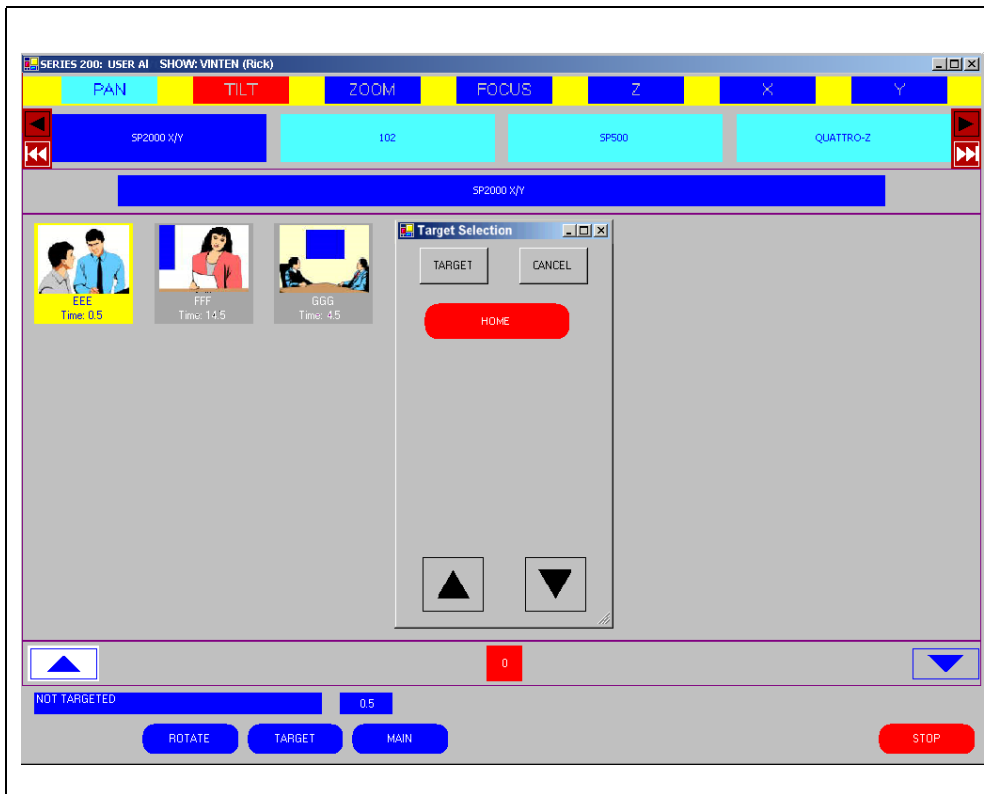 SERIES 200: USER AI SHOW: VINTEN (Rick)
PAN TILT ZOOM FOCUS Z X Y
SP2000 X/Y 102 SP500 QUATTRO-Z
SP2000 X/Y
Target Selection
TARGET CANCEL
HOME
EEE
Time: 0.5
FFF
Time: 14.5
GGG
Time: 4.5
0
NOT TARGETED 0.5
ROTATE TARGET MAIN STOP